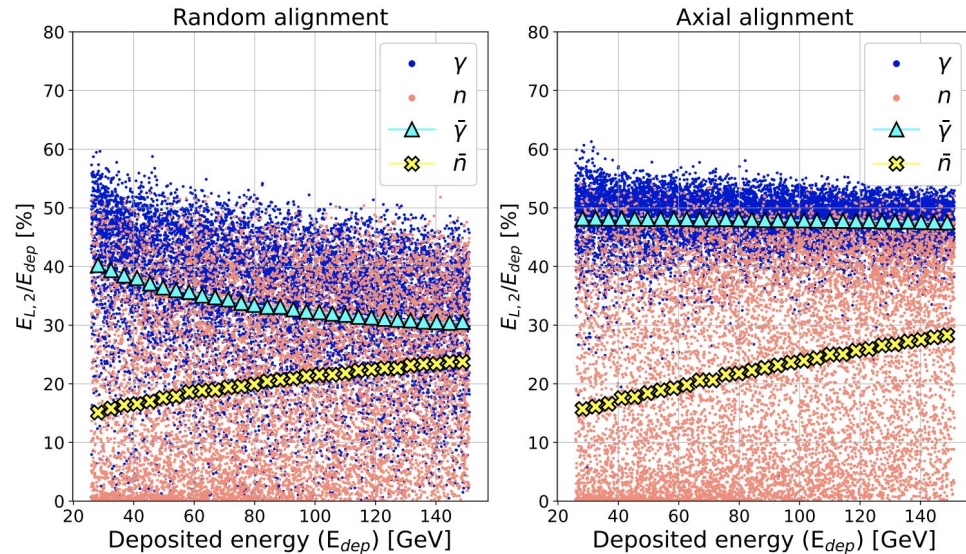 Random alignment
80
70
60
50
40
30
20
10
0
E_{L,2}/E_{dep} [%]
20 40 60 80 100 120 140
Deposited energy (E_{dep}) [GeV]
γ
n
γ̄
n̄
Axial alignment
80
70
60
50
40
30
20
10
0
E_{L,2}/E_{dep} [%]
20 40 60 80 100 120 140
Deposited energy (E_{dep}) [GeV]
γ
n
γ̄
n̄